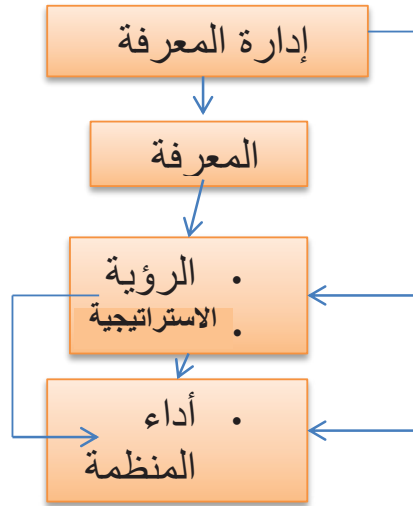 إدارة المعرفة
المعرفة
• الرؤية
• الاستراتيجية
• أداء
المنظمة